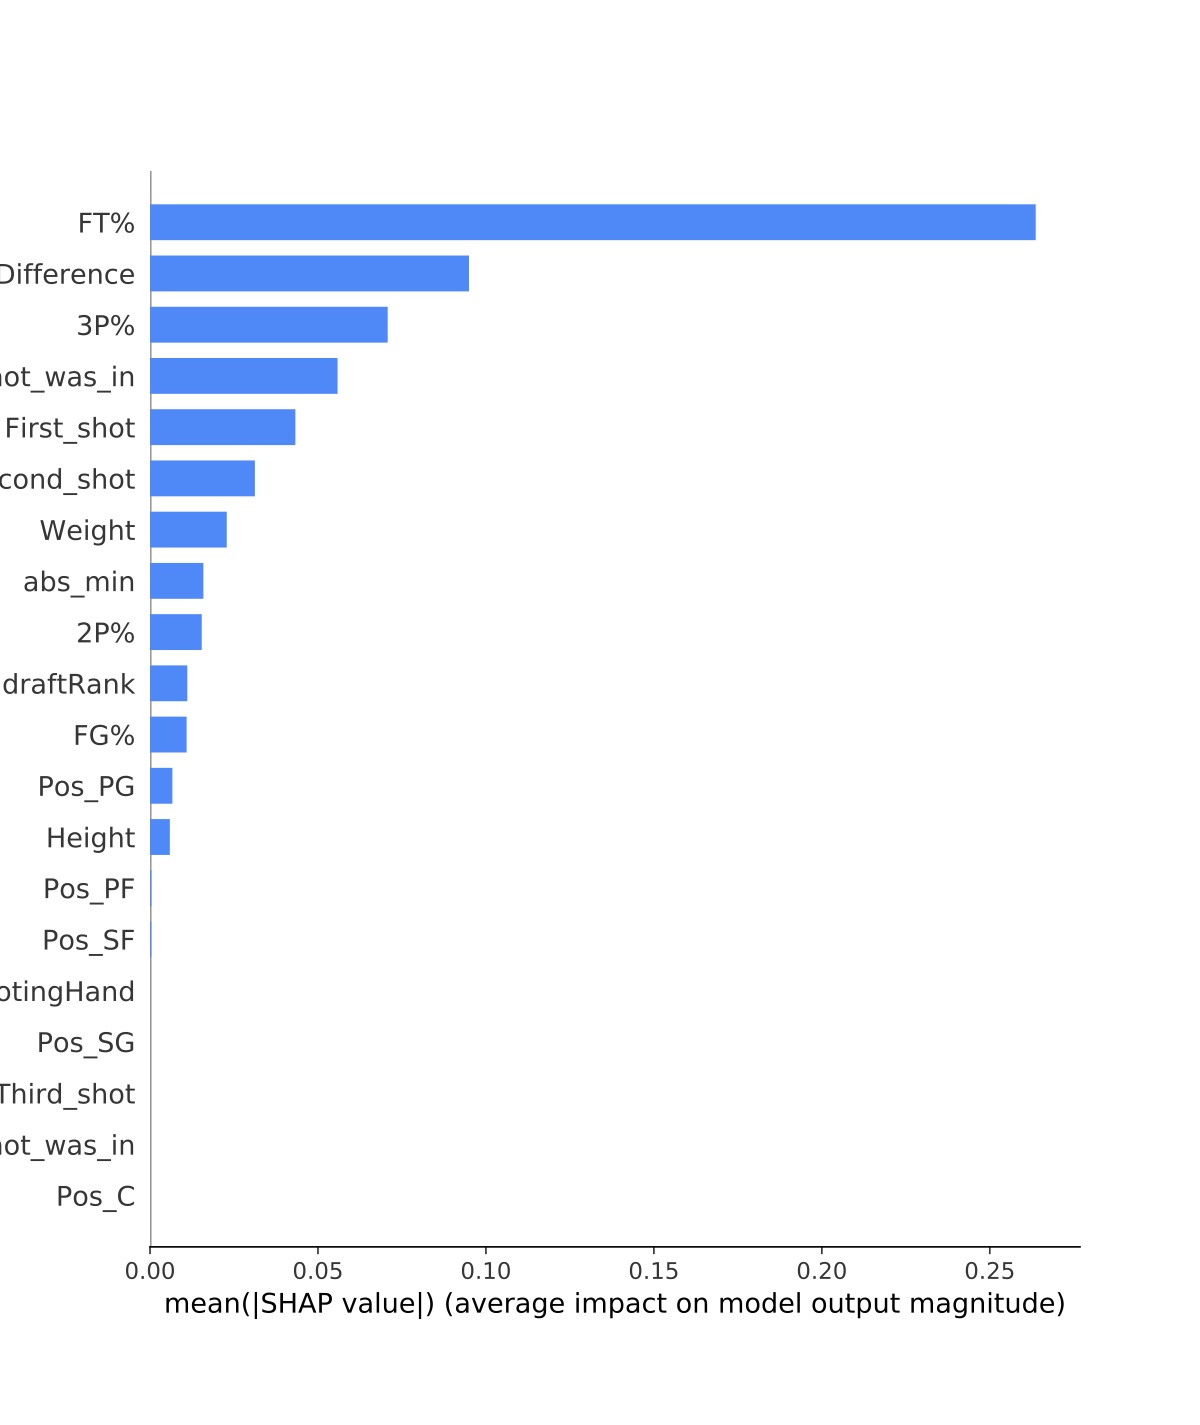 FT%
Difference
3P%
ot_was_in
First_shot
cond_shot
Weight
abs_min
2P%
draftRank
FG%
Pos_PG
Height
Pos_PF
Pos_SF
otingHand
Pos_SG
Third_shot
ot_was_in
Pos_C
0.00 0.05 0.10 0.15 0.20 0.25
mean(|SHAP value|) (average impact on model output magnitude)